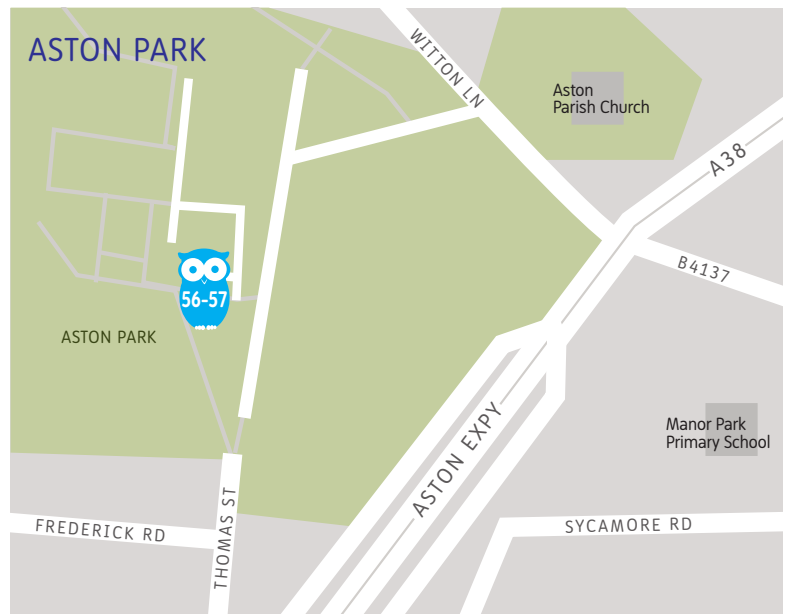 ASTON PARK
WITTON LN
Aston
Parish Church
A38
B4137
56-57
ASTON PARK
ASTON EXPY
Manor Park
Primary School
THOMAS ST
FREDERICK RD
SYCAMORE RD